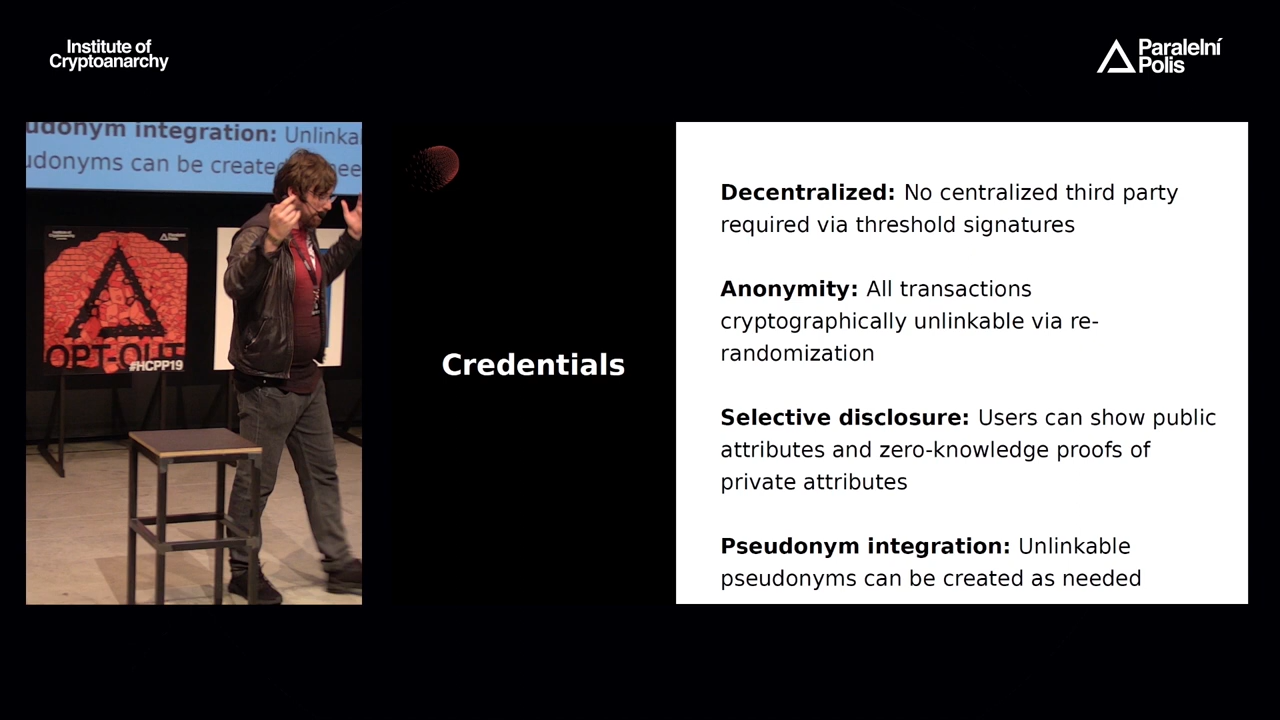 Institute of
Cryptoanarchy
Paralelní
Polis
udonym integration: Unlinka
udonyms can be created
OPT-OUT
#HCPP19
Credentials
Decentralized: No centralized third party
required via threshold signatures
Anonymity: All transactions
cryptographically unlinkable via re-
randomization
Selective disclosure: Users can show public
attributes and zero-knowledge proofs of
private attributes
Pseudonym integration: Unlinkable
pseudonyms can be created as needed